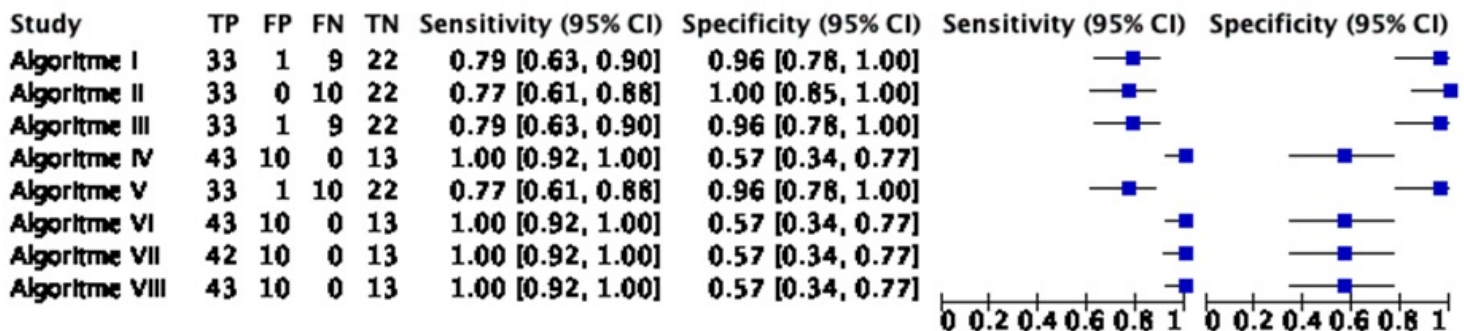 Study TP FP FN TN Sensitivity (95% CI) Specificity (95% CI) Sensitivity (95% CI) Specificity (95% CI)
Algoritme I 33 1 9 22 0.79 [0.63, 0.90] 0.96 [0.78, 1.00]
Algoritme II 33 0 10 22 0.77 [0.61, 0.88] 1.00 [0.85, 1.00]
Algoritme III 33 1 9 22 0.79 [0.63, 0.90] 0.96 [0.78, 1.00]
Algoritme IV 43 10 0 13 1.00 [0.92, 1.00] 0.57 [0.34, 0.77]
Algoritme V 33 1 10 22 0.77 [0.61, 0.88] 0.96 [0.78, 1.00]
Algoritme VI 43 10 0 13 1.00 [0.92, 1.00] 0.57 [0.34, 0.77]
Algoritme VII 42 10 0 13 1.00 [0.92, 1.00] 0.57 [0.34, 0.77]
Algoritme VIII 43 10 0 13 1.00 [0.92, 1.00] 0.57 [0.34, 0.77]
0 0.2 0.4 0.6 0.8 1 0 0.2 0.4 0.6 0.8 1